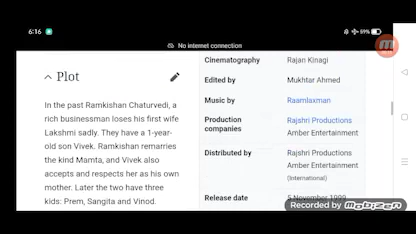 6:16
59%
No internet connection
Plot
In the past Ramkishan Chaturvedi, a
rich businessman loses his first wife
Lakshmi sadly. They have a 1-year-
old son Vivek. Ramkishan remarries
the kind Mamta, and Vivek also
accepts and respects her as his own
mother. Later the two have three
kids: Prem, Sangita and Vinod.
Cinematography Rajan Kinagi
Edited by Mukhtar Ahmed
Music by Raamlaxman
Production Rajshri Productions
companies Amber Entertainment
Distributed by Rajshri Productions
Amber Entertainment
(International)
Release date 5 November 1999
Recorded by mobizen